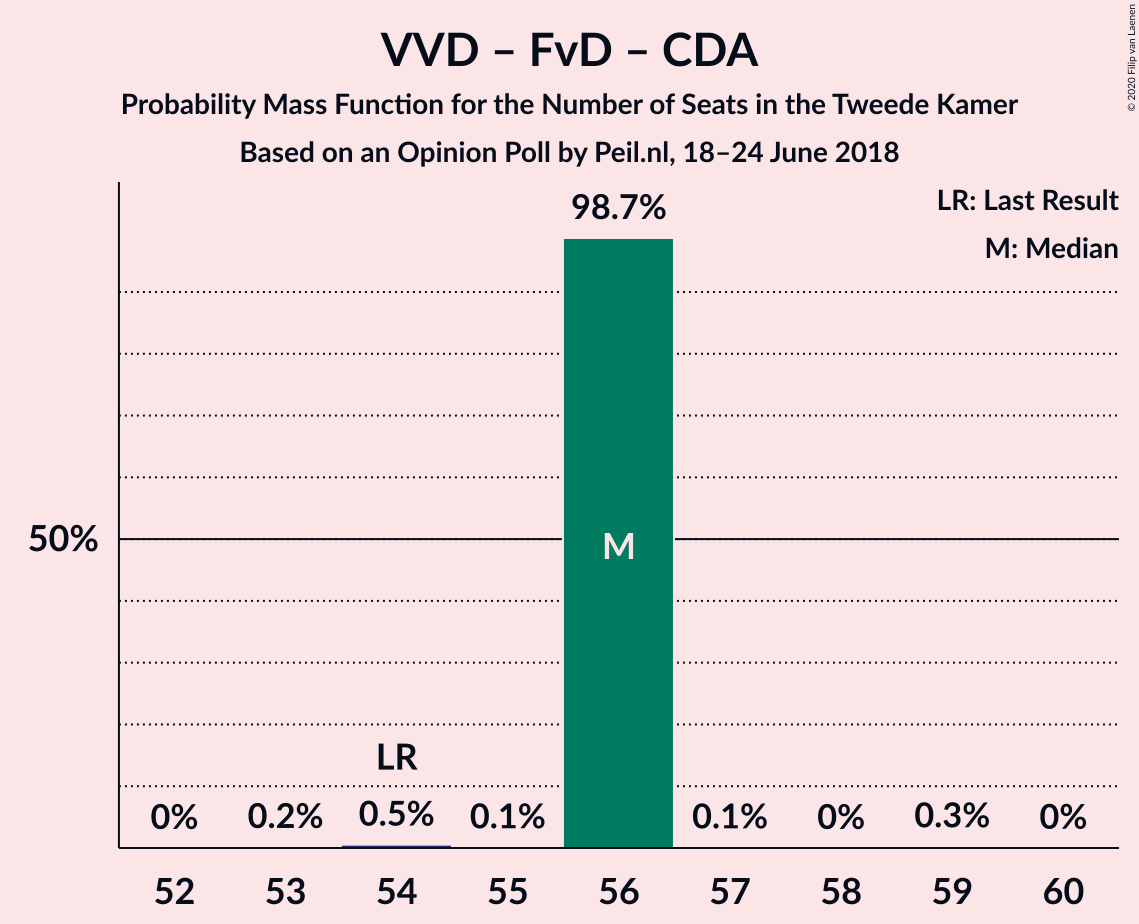 VVD – FvD – CDA
Probability Mass Function for the Number of Seats in the Tweede Kamer
Based on an Opinion Poll by Peil.nl, 18–24 June 2018
© 2020 Filip van Laenen
LR: Last Result
M: Median
98.7%
50%
M
LR
0% 0.2% 0.5% 0.1% 0.1% 0% 0.3% 0%
52 53 54 55 56 57 58 59 60